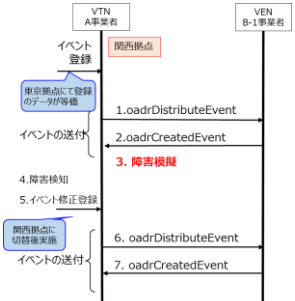 VTN
A事業者
VEN
B-1事業者
イベント
登録
関西拠点
東京拠点にて登録
のデータが等価
1.oadrDistributeEvent
イベントの送付
2.oadrCreatedEvent
3. 障害模擬
4.障害検知
5.イベント修正登録
関西拠点に
切替後実施
6. oadrDistributeEvent
イベントの送付
7. oadrCreatedEvent